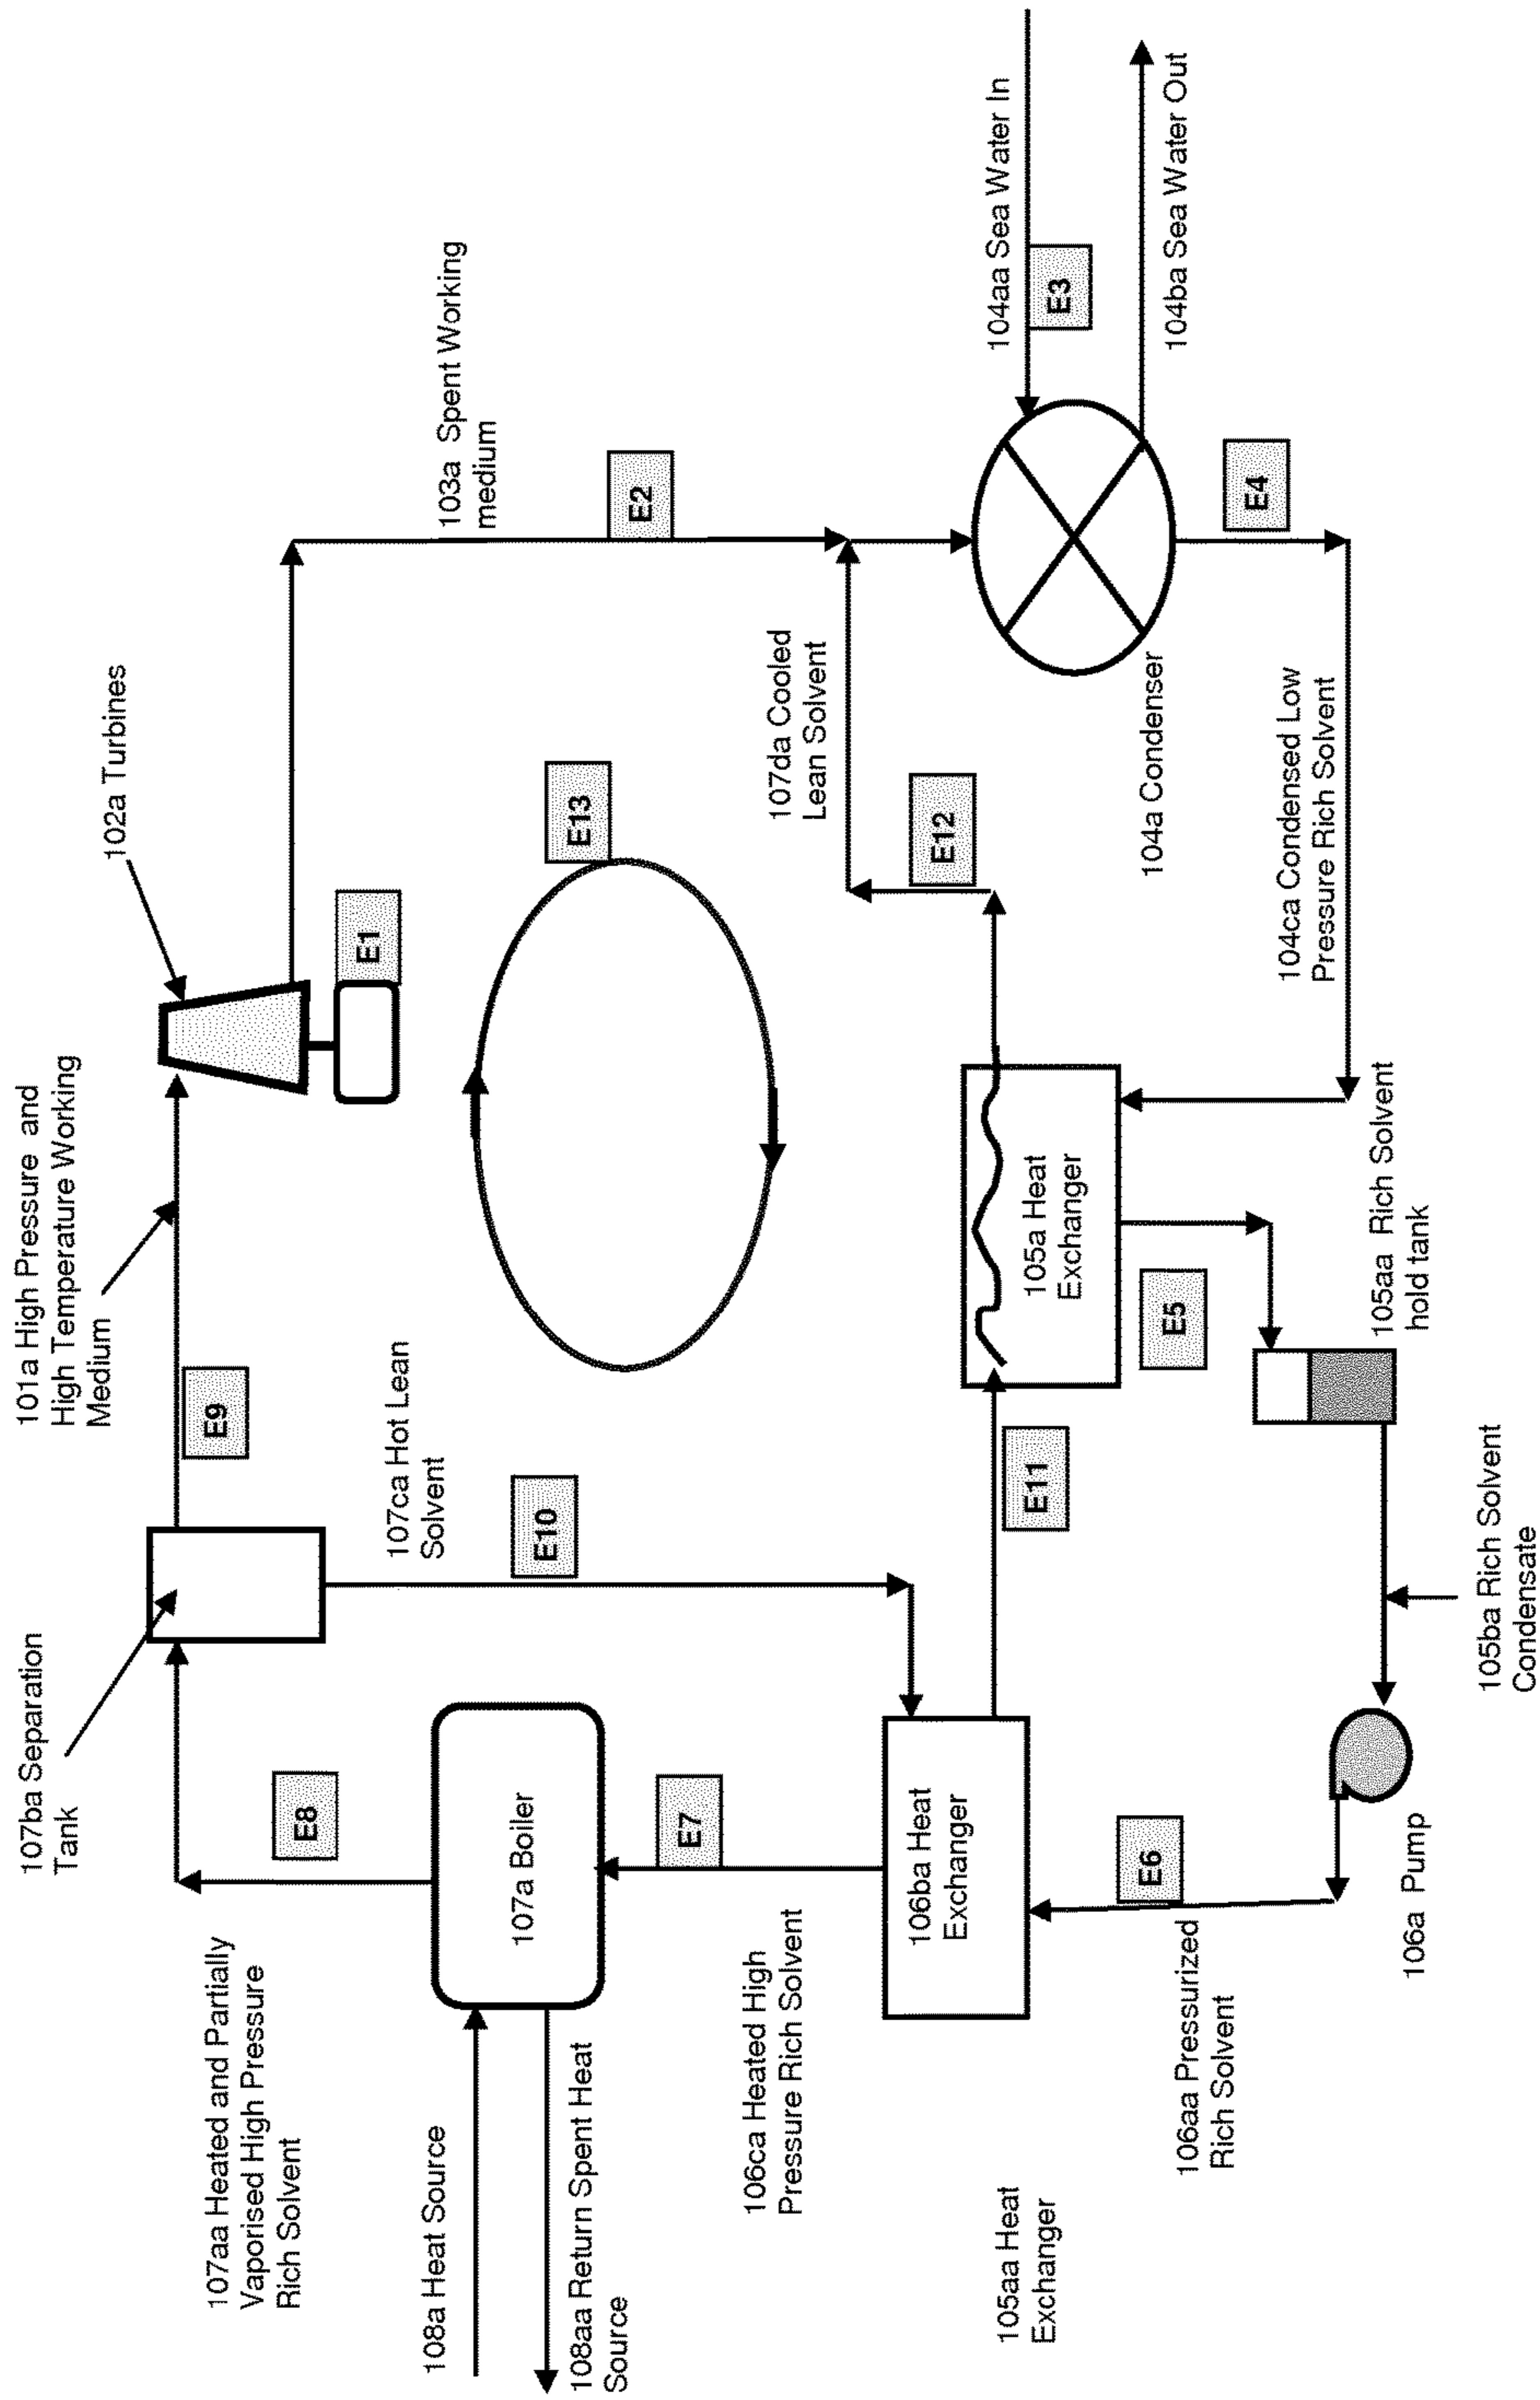 107aa Heated and Partially
Vaporised High Pressure
Rich Solvent
107ba Separation
Tank
101a High Pressure and
High Temperature Working
Medium
102a Turbines
E8
E9
E1
108a Heat Source
108aa Return Spent Heat
Source
107a Boiler
107ca Hot Lean
Solvent
E10
E13
103a Spent Working
medium
E2
106ca Heated High
Pressure Rich Solvent
E7
107da Cooled
Lean Solvent
E12
105aa Heat
Exchanger
106ba Heat
Exchanger
E11
105a Heat
Exchanger
104aa Sea Water In
E3
104a Condenser
104ba Sea Water Out
106aa Pressurized
Rich Solvent
E6
E5
E4
104ca Condensed Low
Pressure Rich Solvent
106a Pump
105aa Rich Solvent
hold tank
105ba Rich Solvent
Condensate